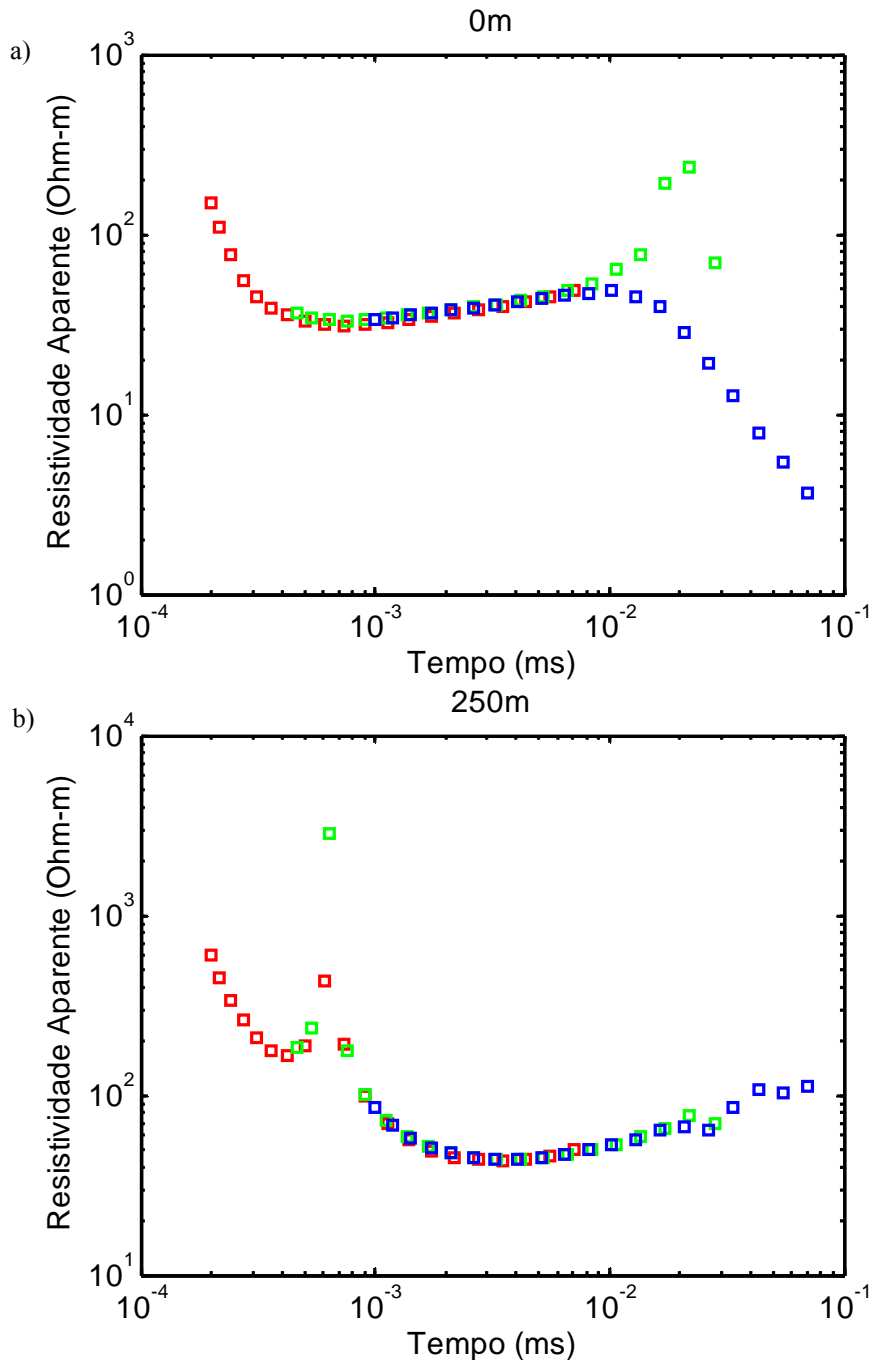 a)
0m
Resistividade Aparente (Ohm-m)
10^3
10^2
10^1
10^0
10^-4
10^-3
10^-2
10^-1
Tempo (ms)
b)
250m
Resistividade Aparente (Ohm-m)
10^4
10^3
10^2
10^1
10^-4
10^-3
10^-2
10^-1
Tempo (ms)